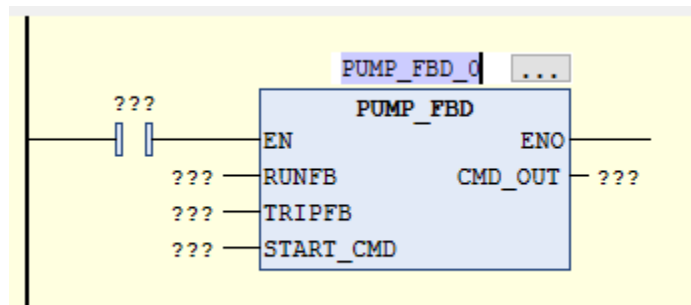 PUMP_FBD_0 ...
??? PUMP_FBD
EN ENO
??? RUNFB CMD_OUT ???
??? TRIPFB
??? START_CMD